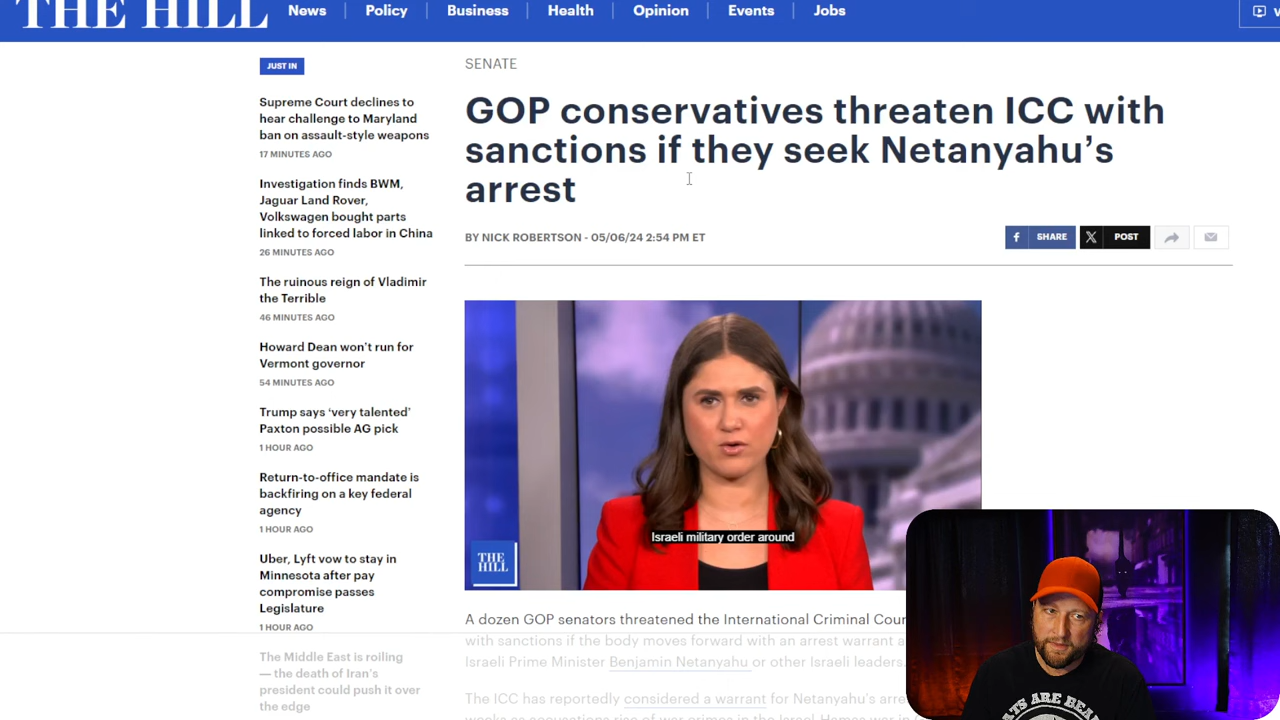 THE HILL
News
Policy
Business
Health
Opinion
Events
Jobs
JUST IN
Supreme Court declines to
hear challenge to Maryland
ban on assault-style weapons
17 MINUTES AGO
Investigation finds BWM,
Jaguar Land Rover,
Volkswagen bought parts
linked to forced labor in China
26 MINUTES AGO
The ruinous reign of Vladimir
the Terrible
46 MINUTES AGO
Howard Dean won't run for
Vermont governor
54 MINUTES AGO
Trump says ‘very talented’
Paxton possible AG pick
1 HOUR AGO
Return-to-office mandate is
backfiring on a key federal
agency
1 HOUR AGO
Uber, Lyft vow to stay in
Minnesota after pay
compromise passes
Legislature
1 HOUR AGO
The Middle East is roiling
— the death of Iran’s
president could push it over
the edge
SENATE
GOP conservatives threaten ICC with
sanctions if they seek Netanyahu’s
arrest
BY NICK ROBERTSON - 05/06/24 2:54 PM ET
SHARE
POST
Israeli military order around
THE
HILL
A dozen GOP senators threatened the International Criminal
with sanctions if the body moves forward with an arrest warrant
Israeli Prime Minister Benjamin Netanyahu or other Israeli leaders.
The ICC has reportedly considered a warrant for Netanyahu’s